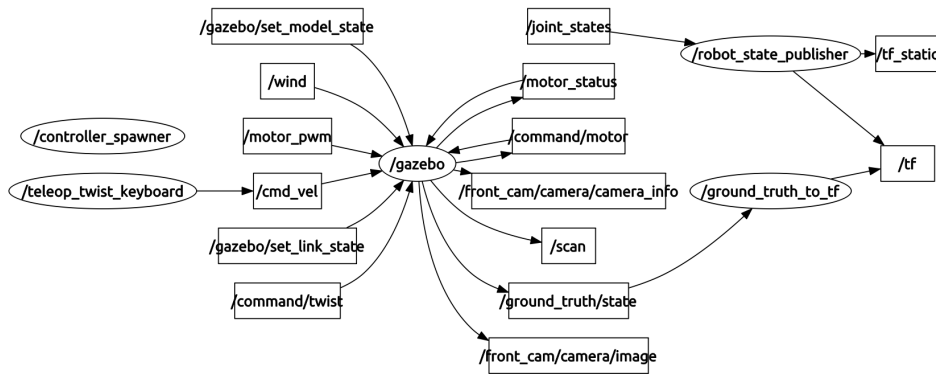 /gazebo/set_model_state
/joint_states
/robot_state_publisher
/tf_static
/wind
/motor_status
/controller_spawner
/motor_pwm
/command/motor
/gazebo
/tf
/teleop_twist_keyboard
/cmd_vel
/front_cam/camera/camera_info
/ground_truth_to_tf
/gazebo/set_link_state
/scan
/command/twist
/ground_truth/state
/front_cam/camera/image